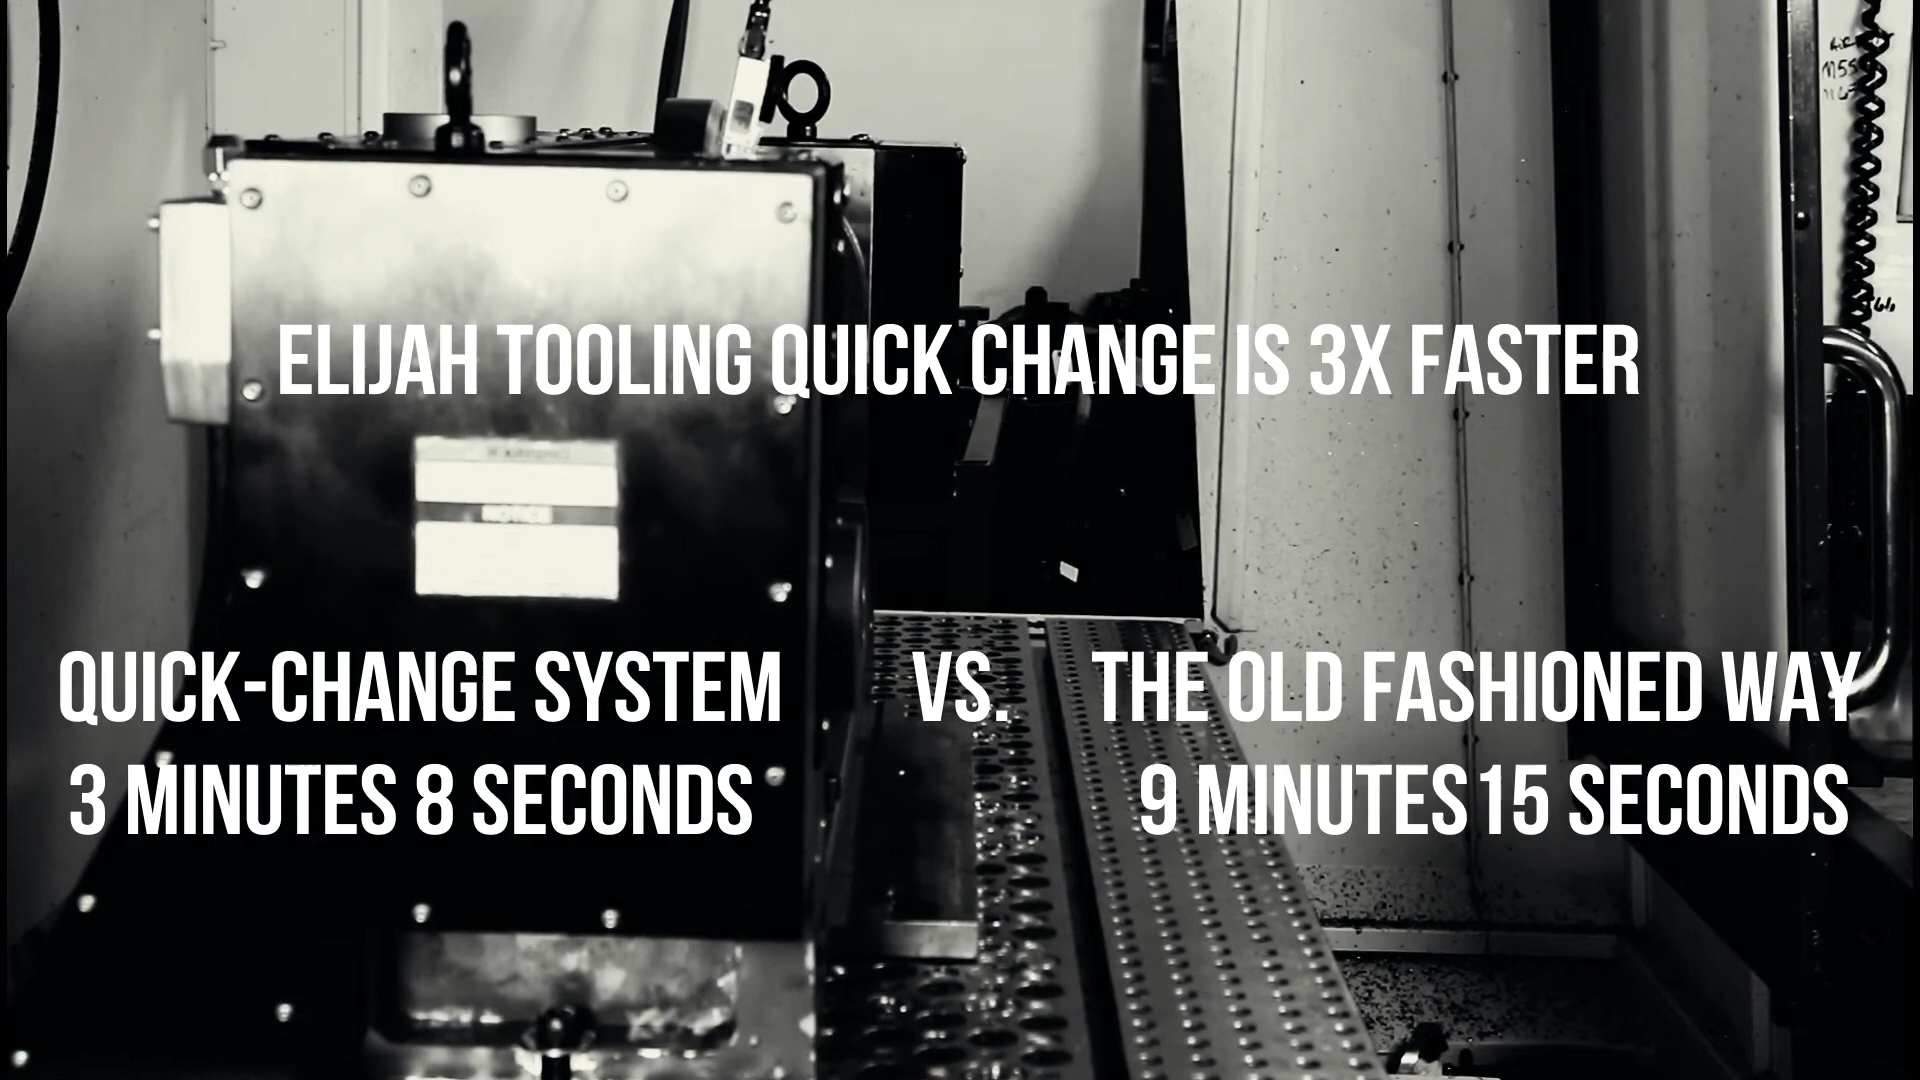 ELIJAH TOOLING QUICK CHANGE IS 3X FASTER
NOTICE
QUICK-CHANGE SYSTEM VS. THE OLD FASHIONED WAY
3 MINUTES 8 SECONDS 9 MINUTES 15 SECONDS